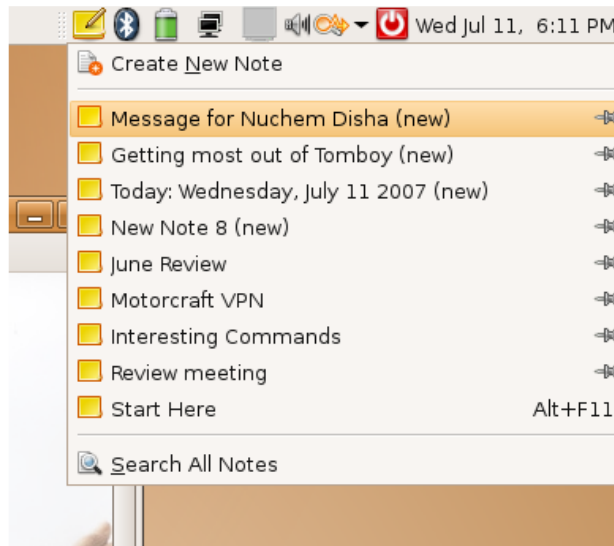 Wed Jul 11, 6:11 PM
Create New Note
Message for Nuchem Disha (new)
Getting most out of Tomboy (new)
Today: Wednesday, July 11 2007 (new)
New Note 8 (new)
June Review
Motorcraft VPN
Interesting Commands
Review meeting
Start Here Alt+F11
Search All Notes